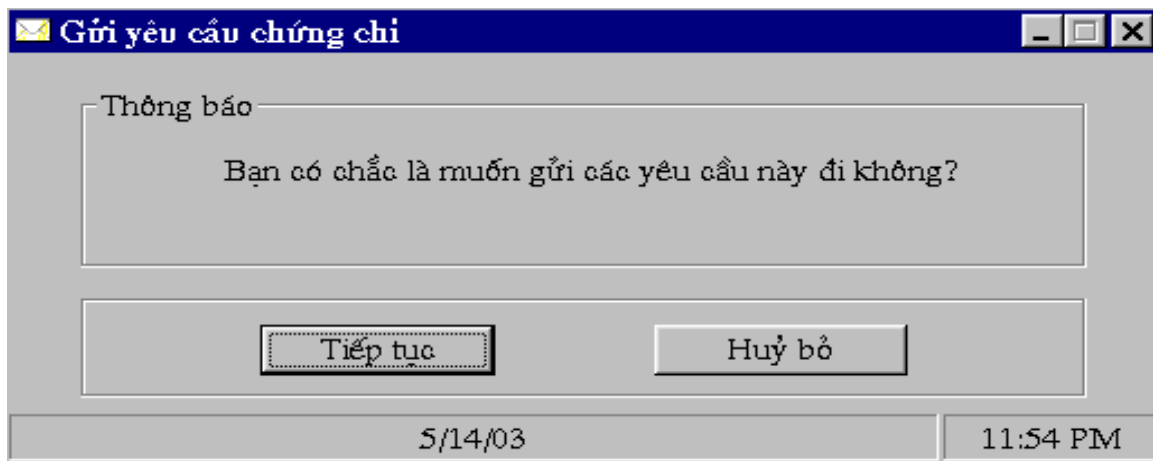 Gửi yêu cầu chứng chỉ
Thông báo
Bạn có chắc là muốn gửi các yêu cầu này đi không?
Tiếp tục
Huỷ bỏ
5/14/03
11:54 PM